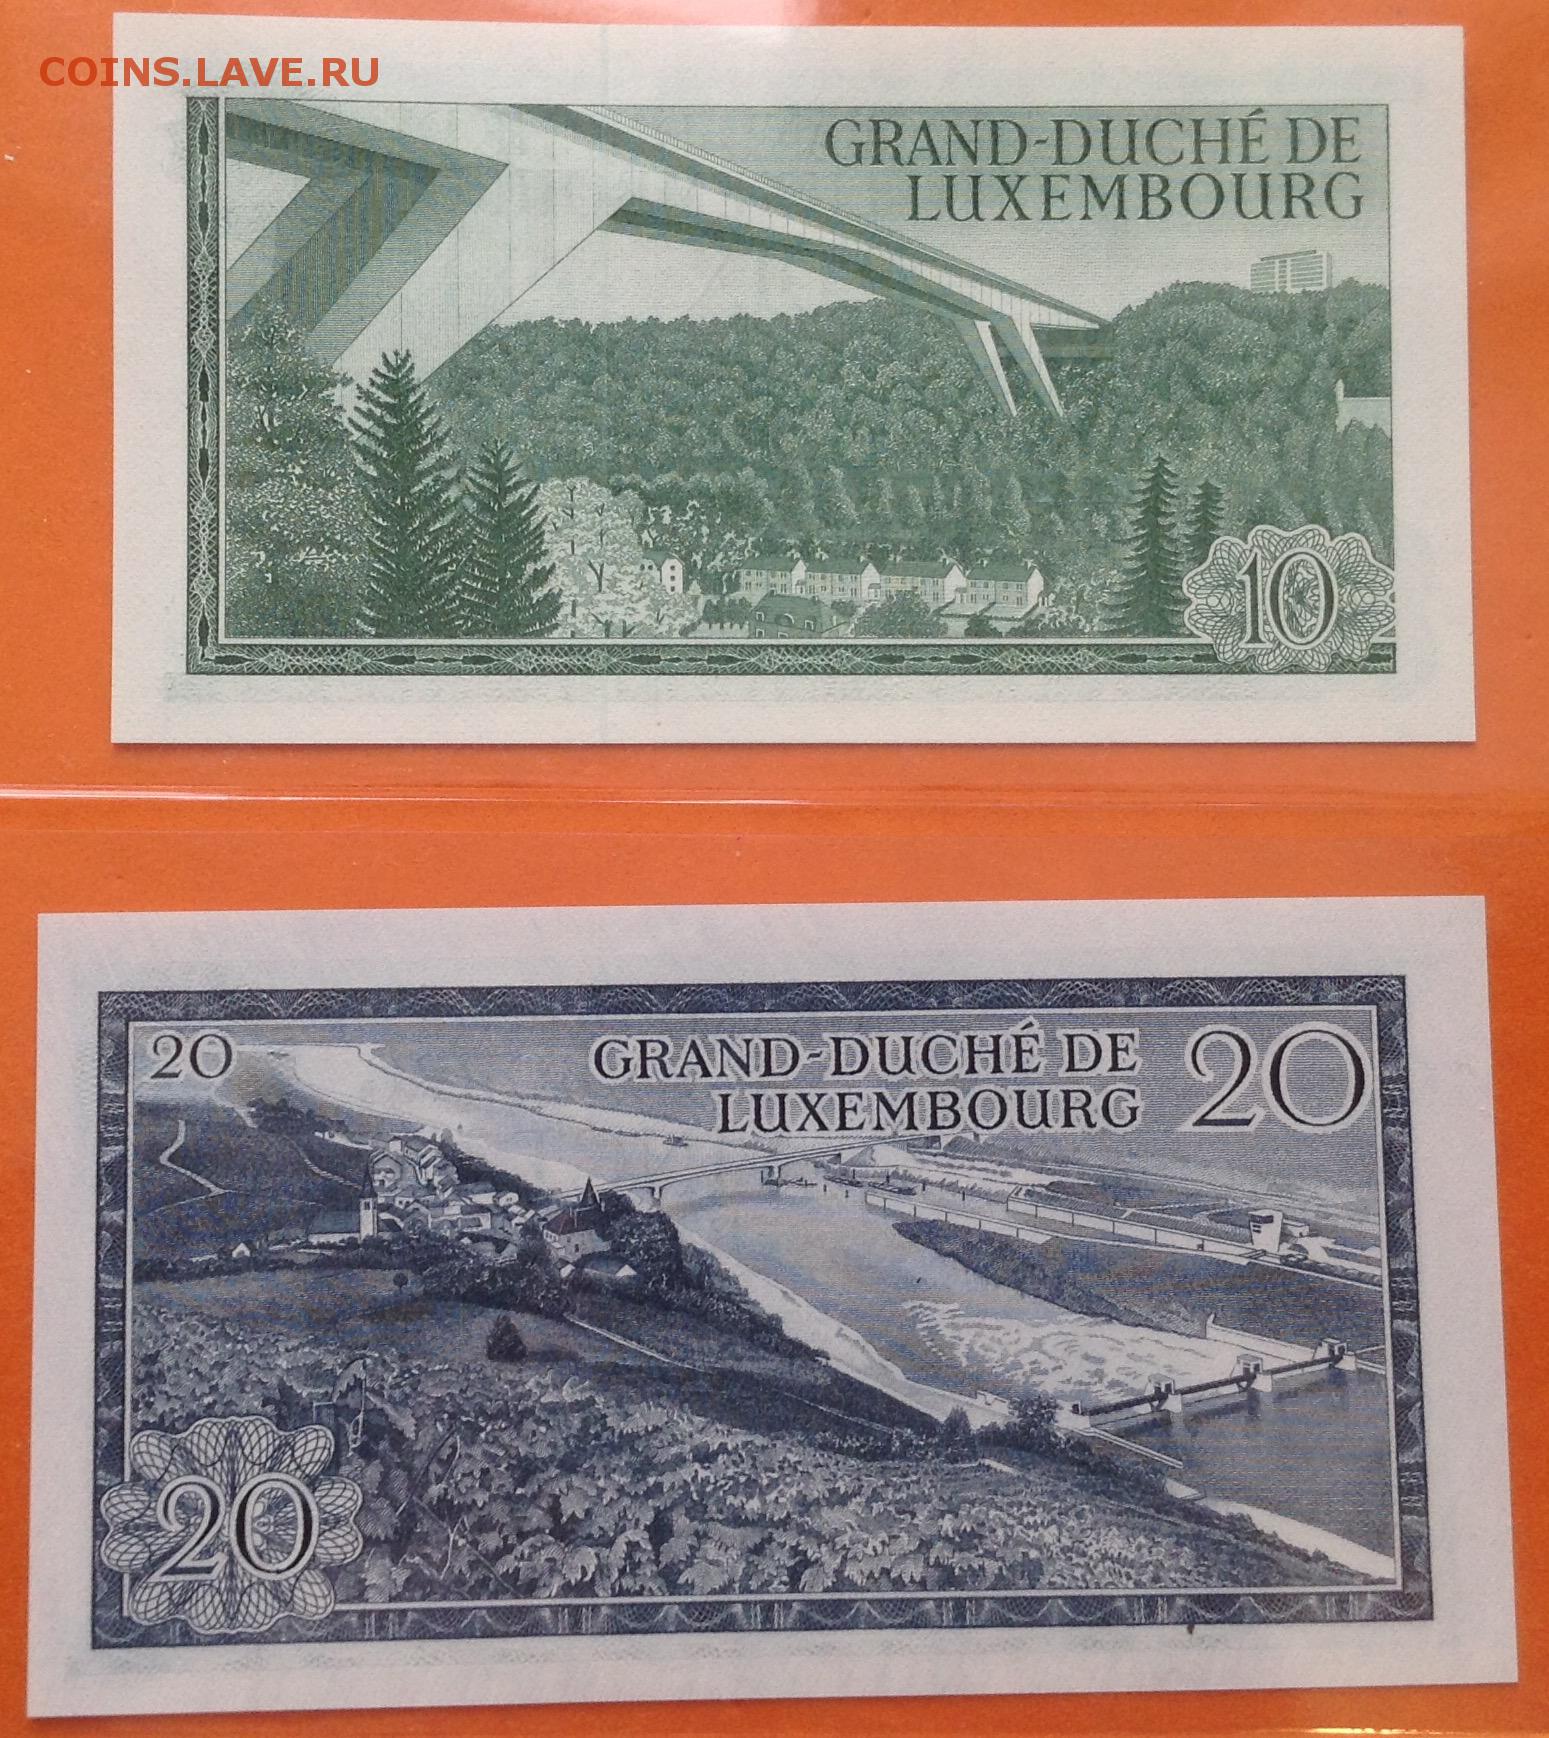 COINS.LAVE.RU
GRAND-DUCHÉ DE
LUXEMBOURG
10
20
GRAND-DUCHÉ DE
LUXEMBOURG
20
20